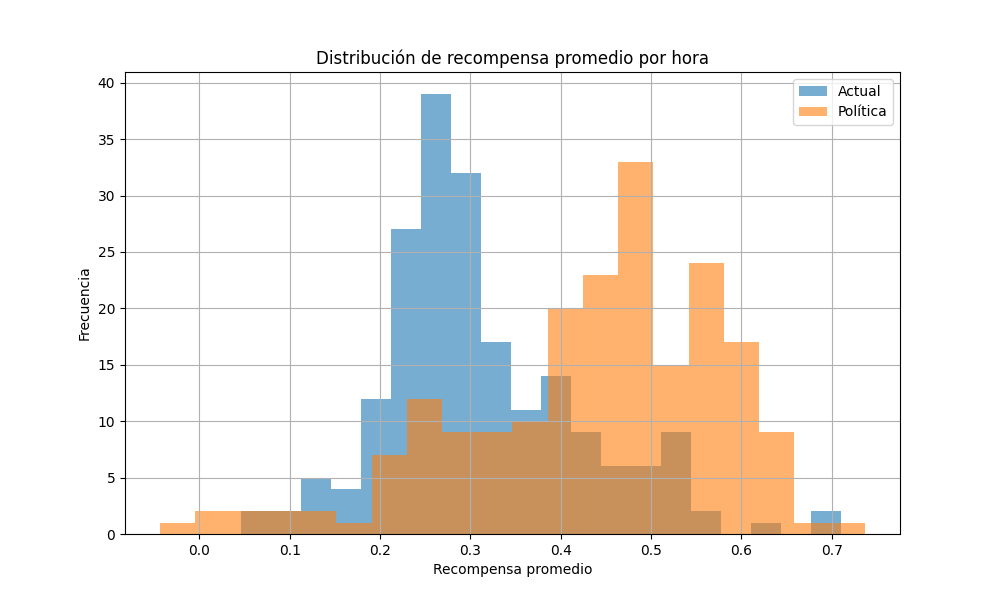 Distribución de recompensa promedio por hora
Actual
Política
40
35
30
25
20
15
10
5
0
Frecuencia
0.0 0.1 0.2 0.3 0.4 0.5 0.6 0.7
Recompensa promedio